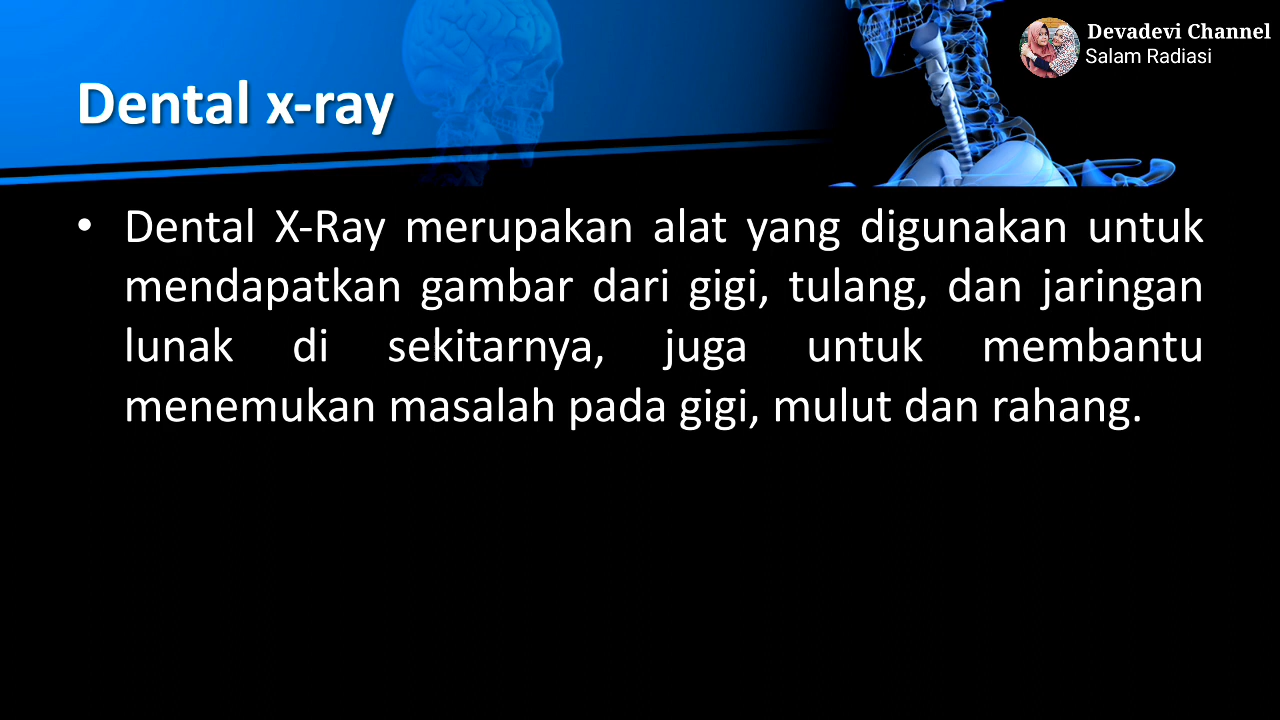 Devadevi Channel
Salam Radiasi
Dental x-ray
• Dental X-Ray merupakan alat yang digunakan untuk
mendapatkan gambar dari gigi, tulang, dan jaringan
lunak di sekitarnya, juga untuk membantu
menemukan masalah pada gigi, mulut dan rahang.